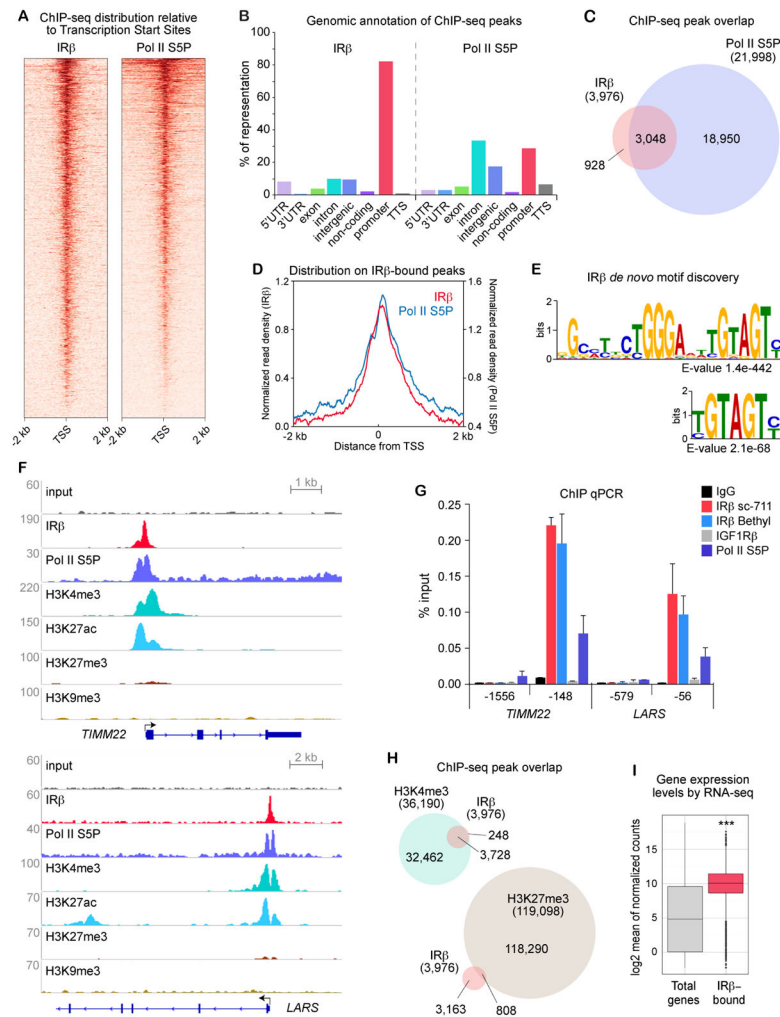 A
ChIP-seq distribution relative
to Transcription Start Sites
IRβ
Pol II S5P
-2 kb
TSS
2 kb
-2 kb
TSS
2 kb
B
Genomic annotation of ChIP-seq peaks
IRβ
Pol II S5P
% of representation
100
80
60
40
20
0
5'UTR
3'UTR
exon
intron
intergenic
non-coding
promoter
TTS
5'UTR
3'UTR
exon
intron
intergenic
non-coding
promoter
TTS
C
ChIP-seq peak overlap
Pol II S5P
(21,998)
IRβ
(3,976)
3,048
18,950
928
D
Distribution on IRβ-bound peaks
IRβ
Pol II S5P
Normalized read density (IRβ)
1.2
0.8
0.4
0.0
Normalized read density (Pol II S5P)
1.6
1.4
1.2
1.0
0.8
0.6
0.4
-2 kb
0
2 kb
Distance from TSS
E
IRβ de novo motif discovery
bits
2
1
0
E-value 1.4e-442
bits
2
1
0
TGTAGT
E-value 2.1e-68
F
1 kb
60
input
190
IRβ
30
Pol II S5P
220
H3K4me3
150
H3K27ac
100
H3K27me3
100
H3K9me3
TIMM22
2 kb
60
input
60
IRβ
40
Pol II S5P
100
H3K4me3
70
H3K27ac
70
H3K27me3
70
H3K9me3
LARS
G
ChIP qPCR
IgG
IRβ sc-711
IRβ Bethyl
IGF1Rβ
Pol II S5P
% input
0.25
0.20
0.15
0.10
0.05
0.00
-1556
-148
-579
-56
TIMM22
LARS
H
ChIP-seq peak overlap
H3K4me3
(36,190)
IRβ
(3,976)
248
32,462
3,728
H3K27me3
(119,098)
118,290
IRβ
(3,976)
3,163
808
I
Gene expression
levels by RNA-seq
***
log2 mean of normalized counts
15
10
5
0
Total
genes
IRβ–
bound